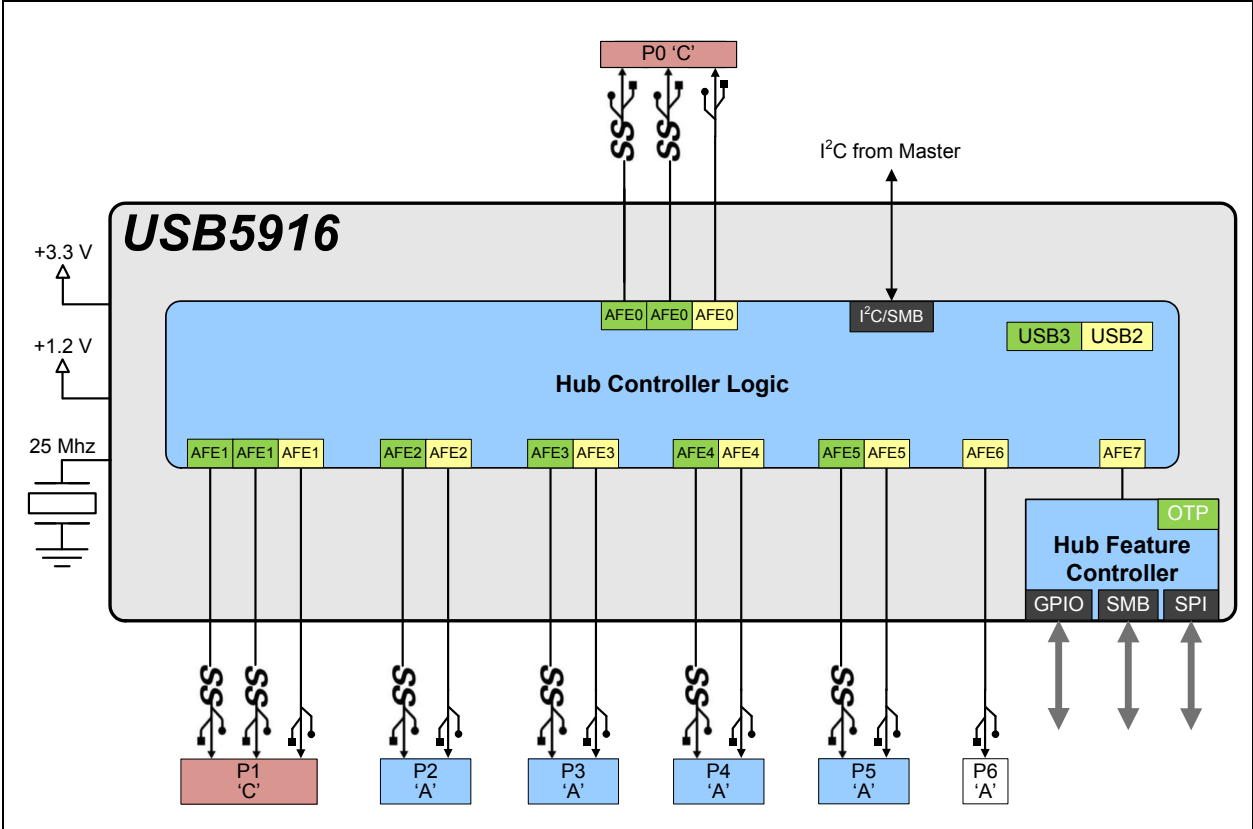 P0 ‘C’
SS SS
I²C from Master
USB5916
+3.3 V
AFE0 AFE0 AFE0
I²C/SMB
USB3 USB2
+1.2 V
Hub Controller Logic
25 Mhz
AFE1 AFE1 AFE1 AFE2 AFE2 AFE3 AFE3 AFE4 AFE4 AFE5 AFE5 AFE6 AFE7
OTP
Hub Feature
Controller
GPIO SMB SPI
SS SS SS SS SS SS
P1
‘C’
P2
‘A’
P3
‘A’
P4
‘A’
P5
‘A’
P6
‘A’